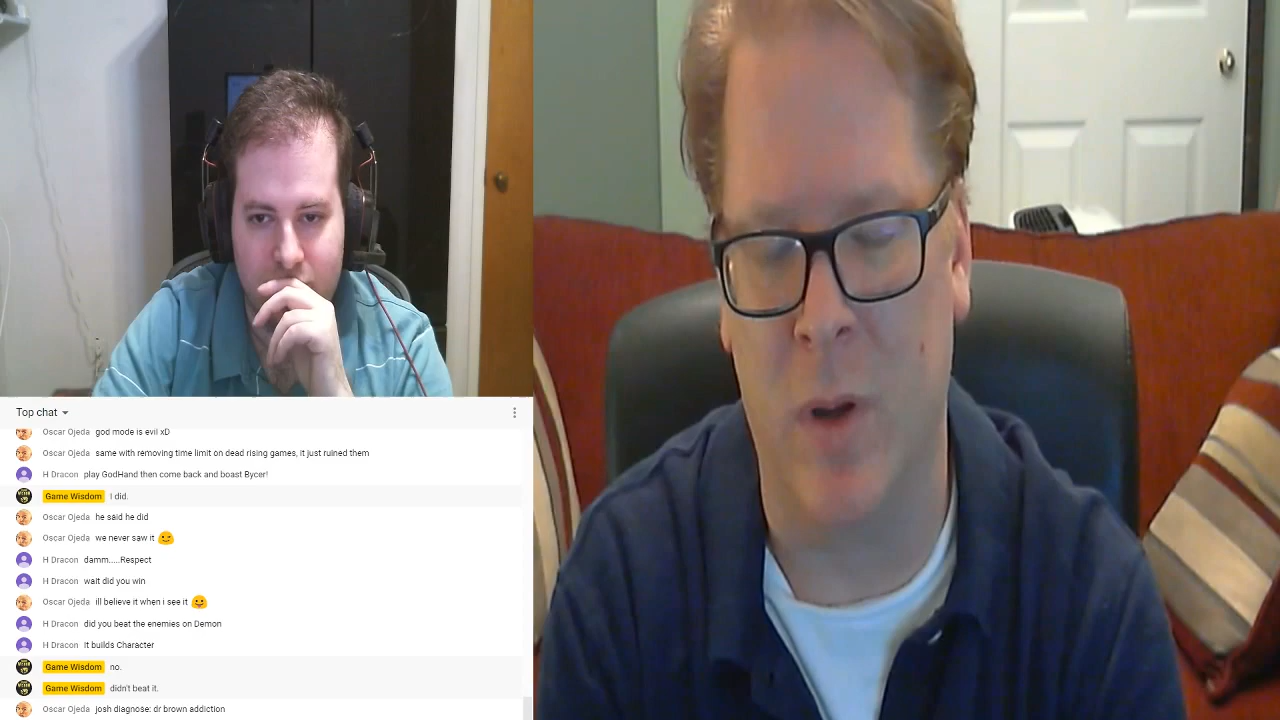 Top chat
Oscar Ojeda god mode is evil xD
Oscar Ojeda same with removing time limit on dead rising games, it just ruined them
H Dracon play GodHand then come back and boast Bycer!
Game Wisdom I did.
Oscar Ojeda he said he did
Oscar Ojeda we never saw it
H Dracon damm.....Respect
H Dracon wait did you win
Oscar Ojeda ill believe it when i see it
H Dracon did you beat the enemies on Demon
H Dracon It builds Character
Game Wisdom no.
Game Wisdom didn't beat it.
Oscar Ojeda josh diagnose: dr brown addiction